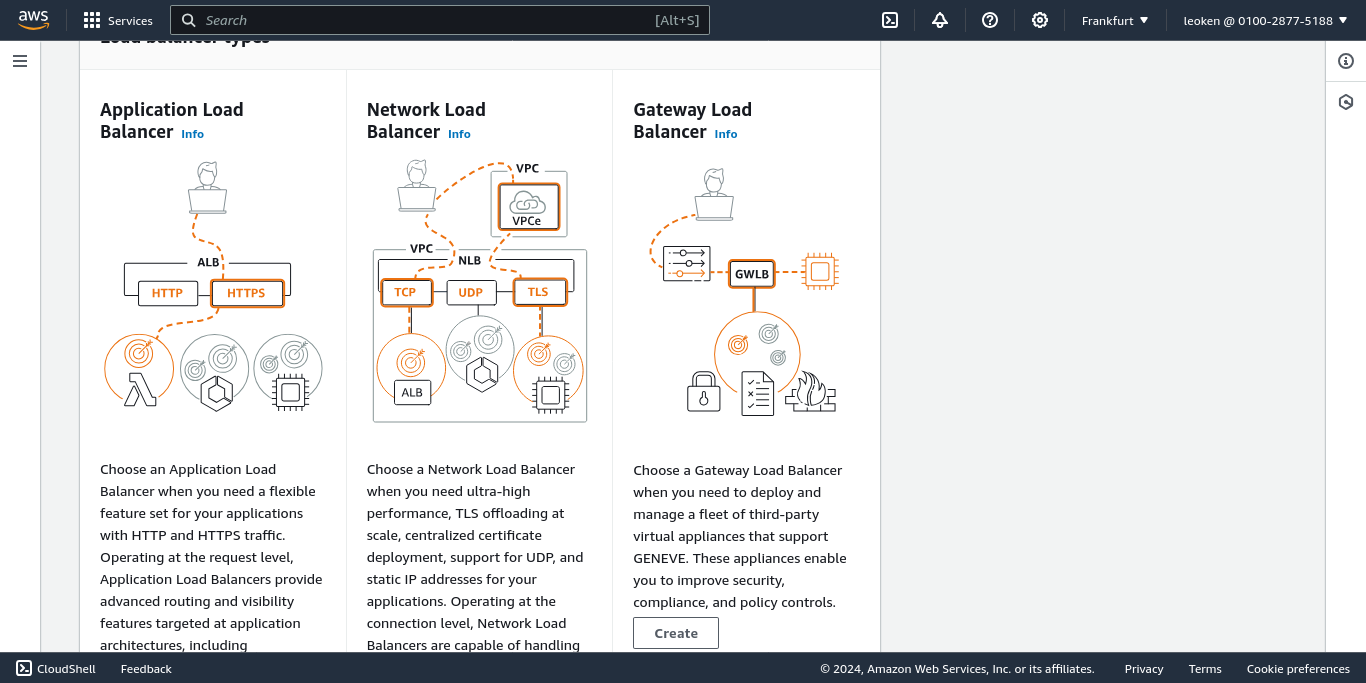 aws
Services
Search
[Alt+S]
Frankfurt
leoken @ 0100-2877-5188
Load balancer types
Application Load
Balancer Info
ALB
HTTP
HTTPS
Choose an Application Load
Balancer when you need a flexible
feature set for your applications
with HTTP and HTTPS traffic.
Operating at the request level,
Application Load Balancers provide
advanced routing and visibility
features targeted at application
architectures, including
Network Load
Balancer Info
VPC
VPCe
VPC
NLB
TCP
UDP
TLS
ALB
Choose a Network Load Balancer
when you need ultra-high
performance, TLS offloading at
scale, centralized certificate
deployment, support for UDP, and
static IP addresses for your
applications. Operating at the
connection level, Network Load
Balancers are capable of handling
Gateway Load
Balancer Info
GWLB
Choose a Gateway Load Balancer
when you need to deploy and
manage a fleet of third-party
virtual appliances that support
GENEVE. These appliances enable
you to improve security,
compliance, and policy controls.
Create
CloudShell
Feedback
© 2024, Amazon Web Services, Inc. or its affiliates.
Privacy
Terms
Cookie preferences